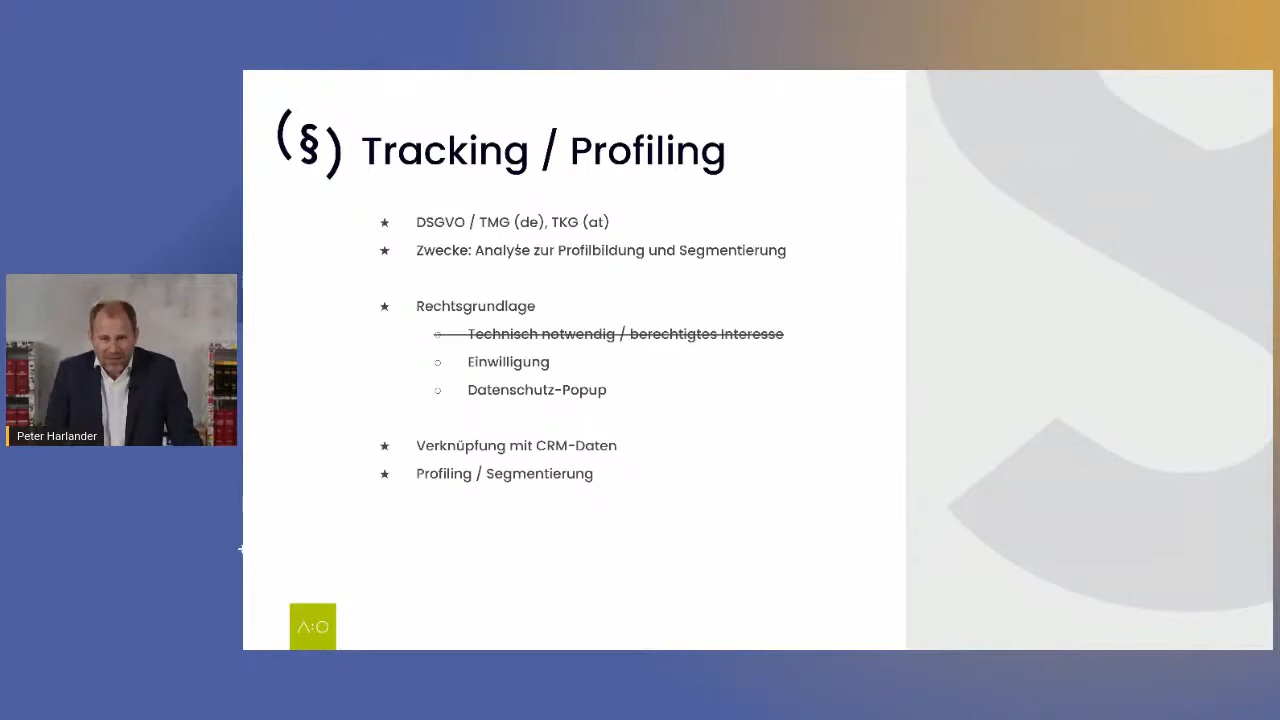 (§) Tracking / Profiling
★ DSGVO / TMG (de), TKG (at)
★ Zwecke: Analyse zur Profilbildung und Segmentierung
★ Rechtsgrundlage
○ Technisch notwendig / berechtigtes Interesse
○ Einwilligung
○ Datenschutz-Popup
★ Verknüpfung mit CRM-Daten
★ Profiling / Segmentierung
Peter Harlander
A:O